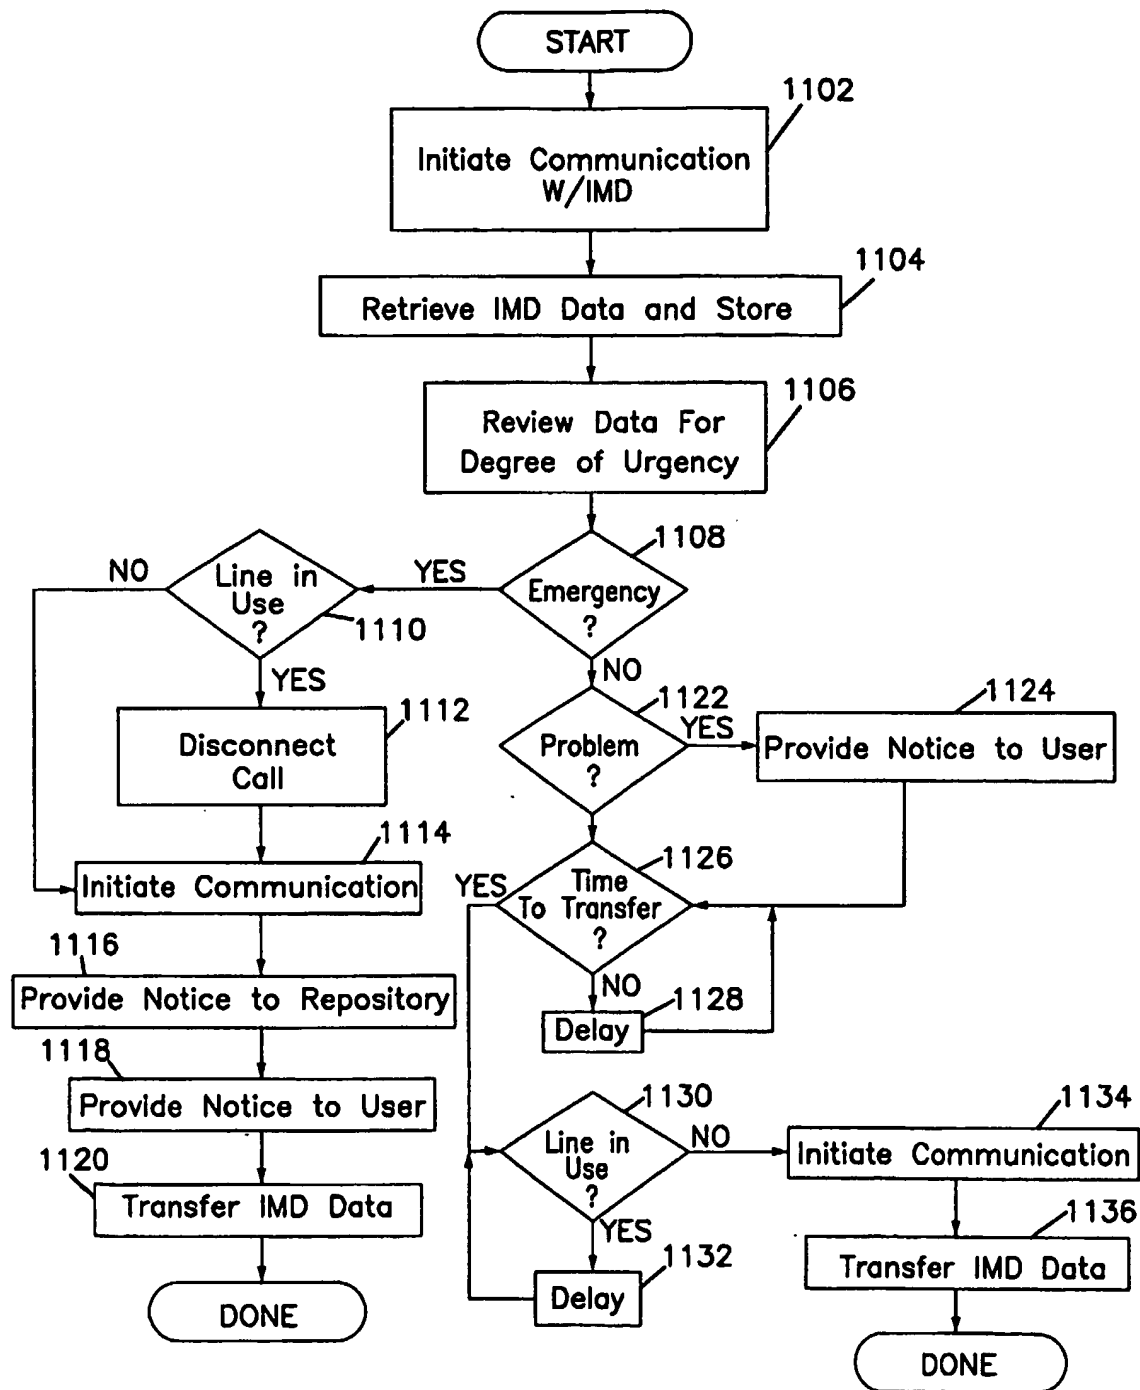 START
1102
Initiate Communication
W/IMD
1104
Retrieve IMD Data and Store
1106
Review Data For
Degree of Urgency
1108
Emergency
?
YES
NO
Line in
Use
?
1110
NO
YES
1112
Disconnect
Call
1114
Initiate Communication
1116
Provide Notice to Repository
1118
Provide Notice to User
1120
Transfer IMD Data
DONE
1122
Problem
?
YES
1124
Provide Notice to User
1126
Time
To Transfer
?
YES
NO
1128
Delay
1130
Line in
Use
?
NO
YES
1132
Delay
1134
Initiate Communication
1136
Transfer IMD Data
DONE